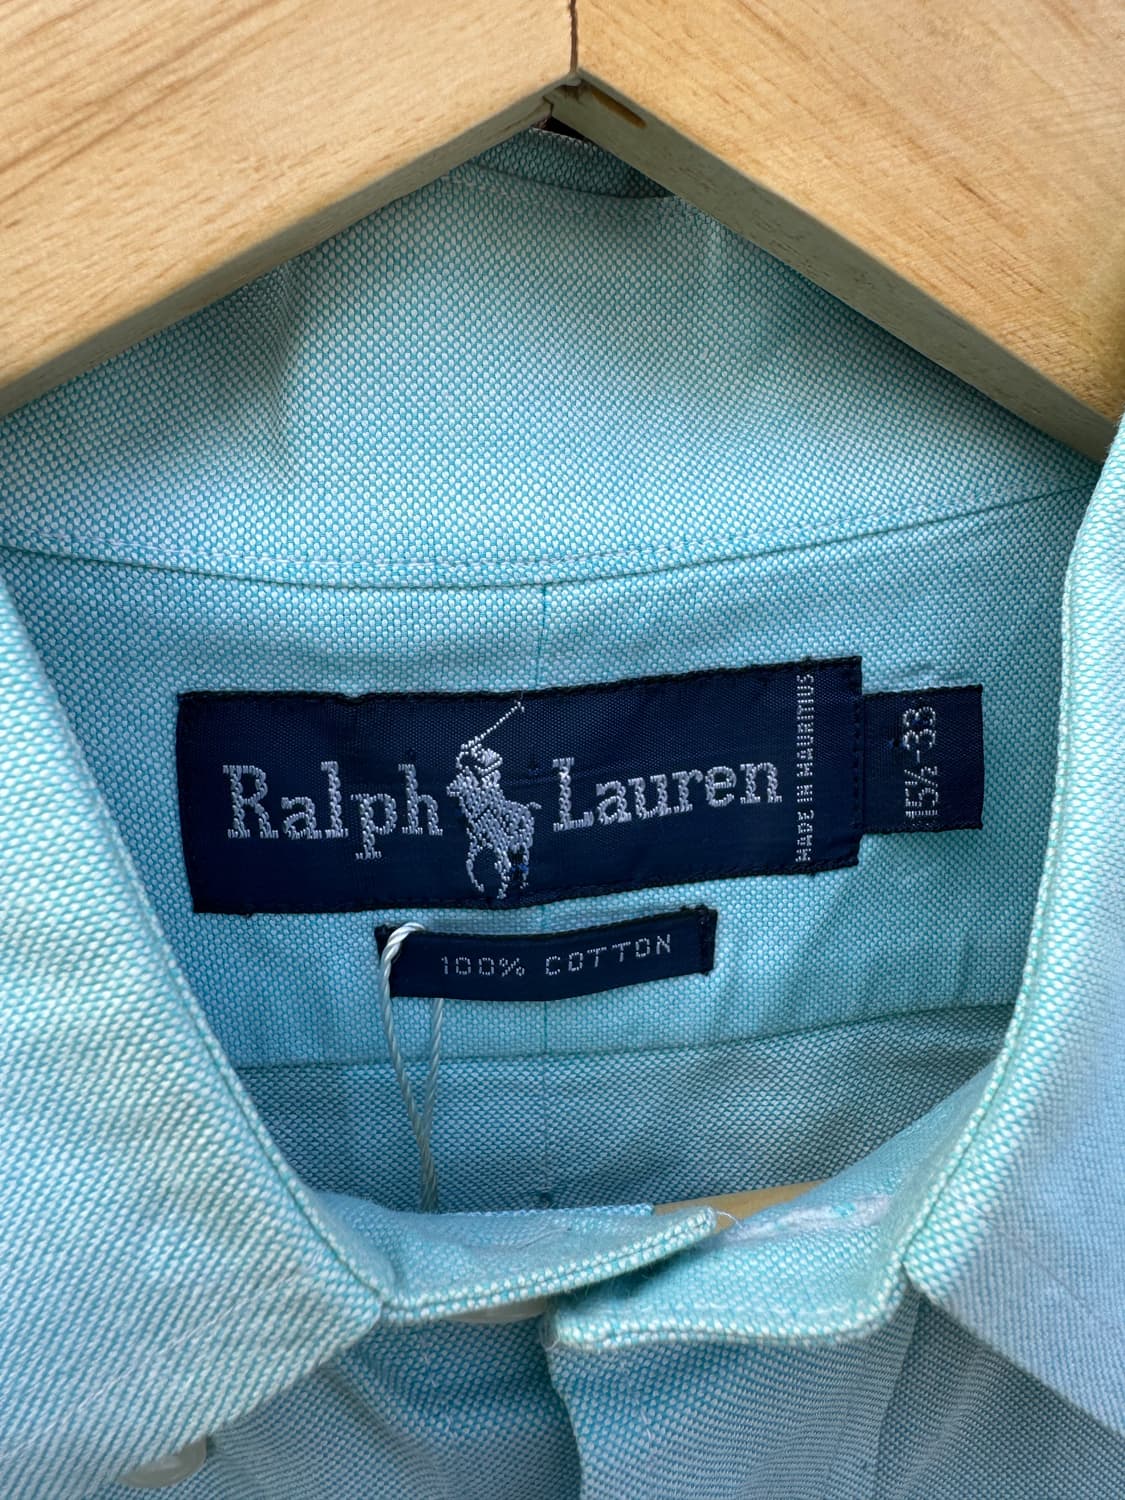 Ralph Lauren
MADE IN MAURITIUS
15½-33
100% COTTON